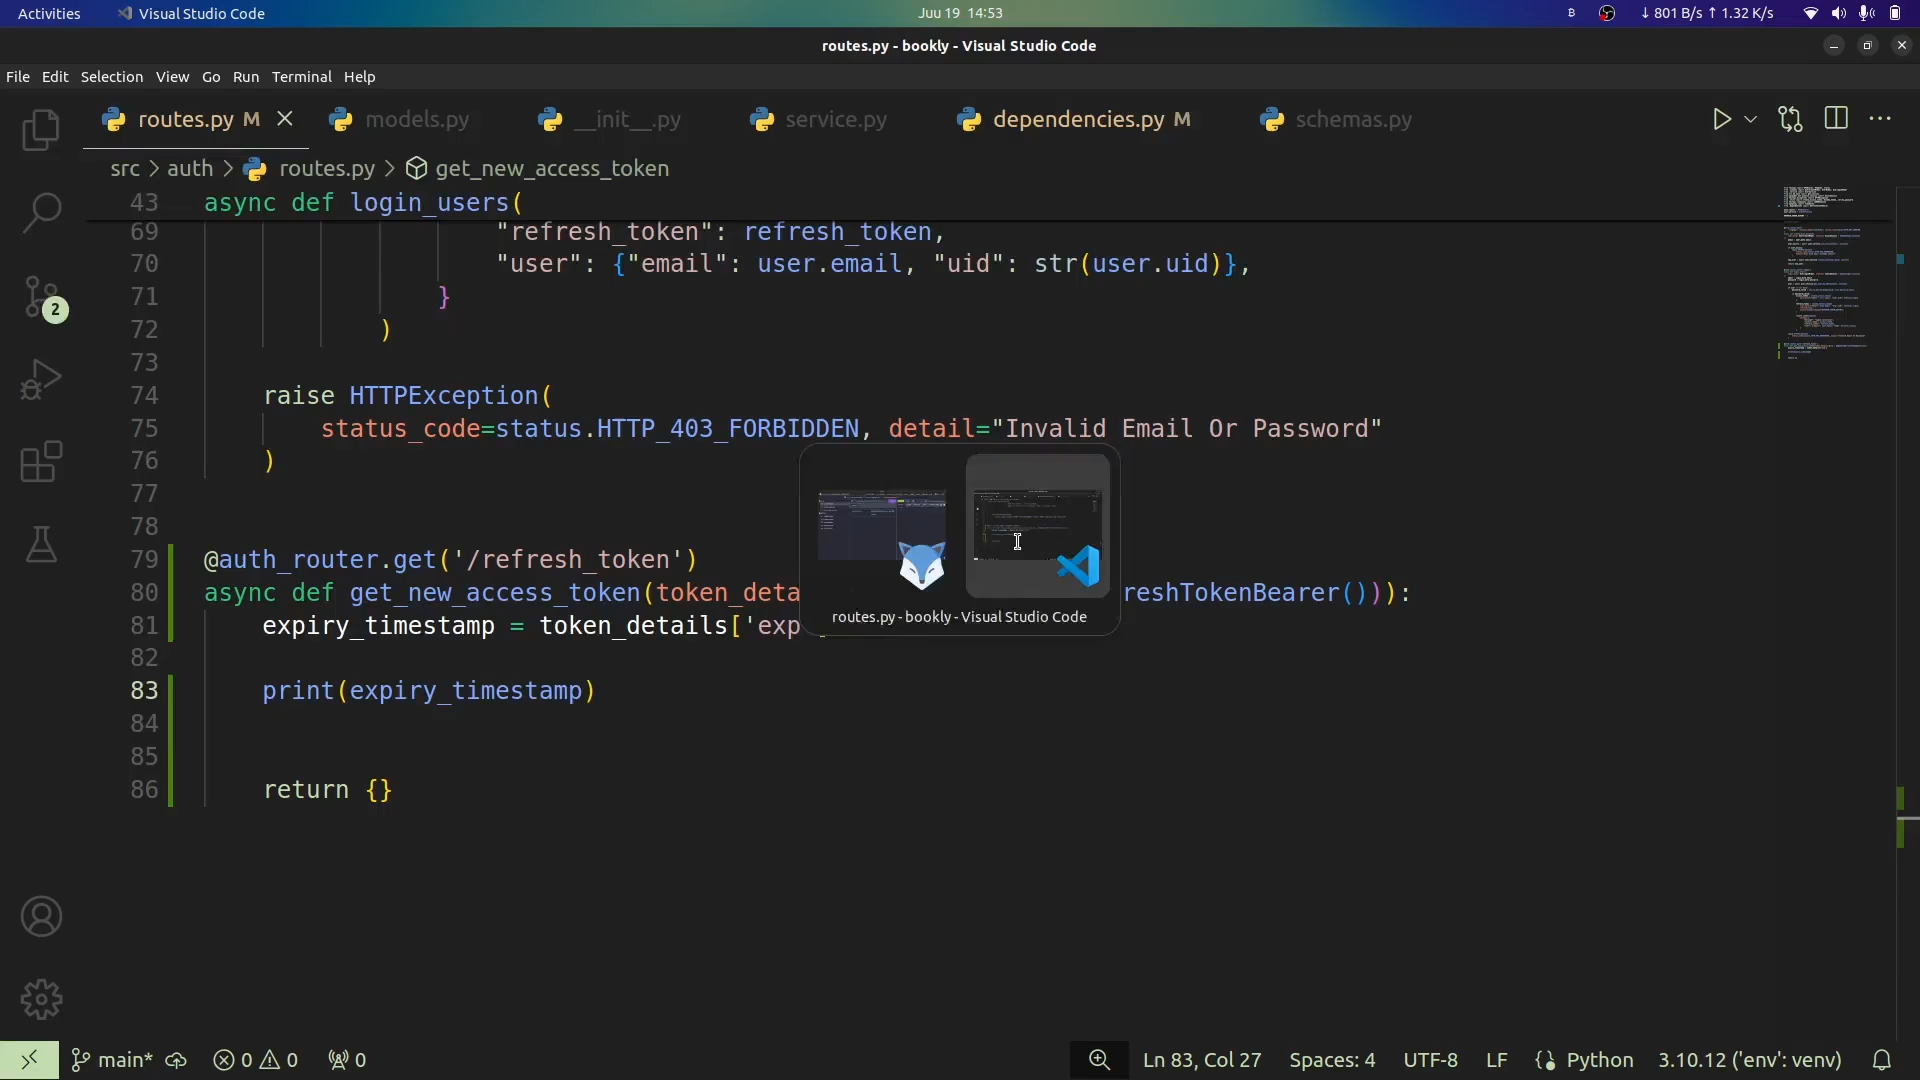 Activities
Visual Studio Code
Juu 19 14:53
↓ 801 B/s ↑ 1.32 K/s
routes.py - bookly - Visual Studio Code
File Edit Selection View Go Run Terminal Help
routes.py M
models.py
__init__.py
service.py
dependencies.py M
schemas.py
src > auth > routes.py > get_new_access_token
43 async def login_users(
69 "refresh_token": refresh_token,
70 "user": {"email": user.email, "uid": str(user.uid)},
71 }
72 )
73
74 raise HTTPException(
75 status_code=status.HTTP_403_FORBIDDEN, detail="Invalid Email Or Password"
76 )
77
78
79 @auth_router.get('/refresh_token')
80 async def get_new_access_token(token_deta reshTokenBearer())):
81 expiry_timestamp = token_details['exp
82
83 print(expiry_timestamp)
84
85
86 return {}
routes.py - bookly - Visual Studio Code
2
main* 0 0 0
Ln 83, Col 27 Spaces: 4 UTF-8 LF Python 3.10.12 ('env': venv)